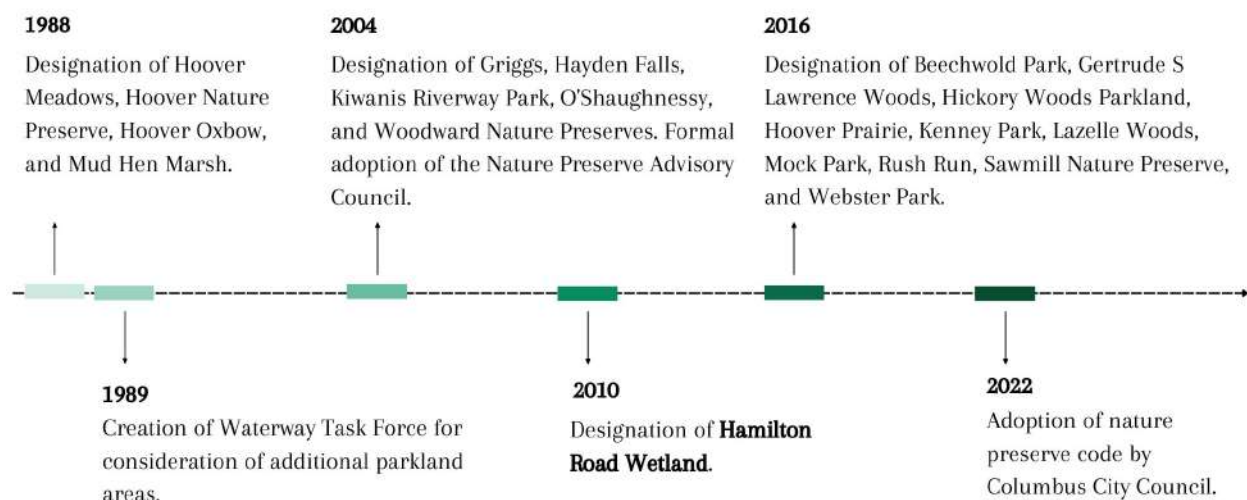 1988
Designation of Hoover
Meadows, Hoover Nature
Preserve, Hoover Oxbow,
and Mud Hen Marsh.
2004
Designation of Griggs, Hayden Falls,
Kiwanis Riverway Park, O'Shaughnessy,
and Woodward Nature Preserves. Formal
adoption of the Nature Preserve Advisory
Council.
2016
Designation of Beechwold Park, Gertrude S
Lawrence Woods, Hickory Woods Parkland,
Hoover Prairie, Kenney Park, Lazelle Woods,
Mock Park, Rush Run, Sawmill Nature Preserve,
and Webster Park.
1989
Creation of Waterway Task Force for
consideration of additional parkland
areas.
2010
Designation of Hamilton
Road Wetland.
2022
Adoption of nature
preserve code by
Columbus City Council.